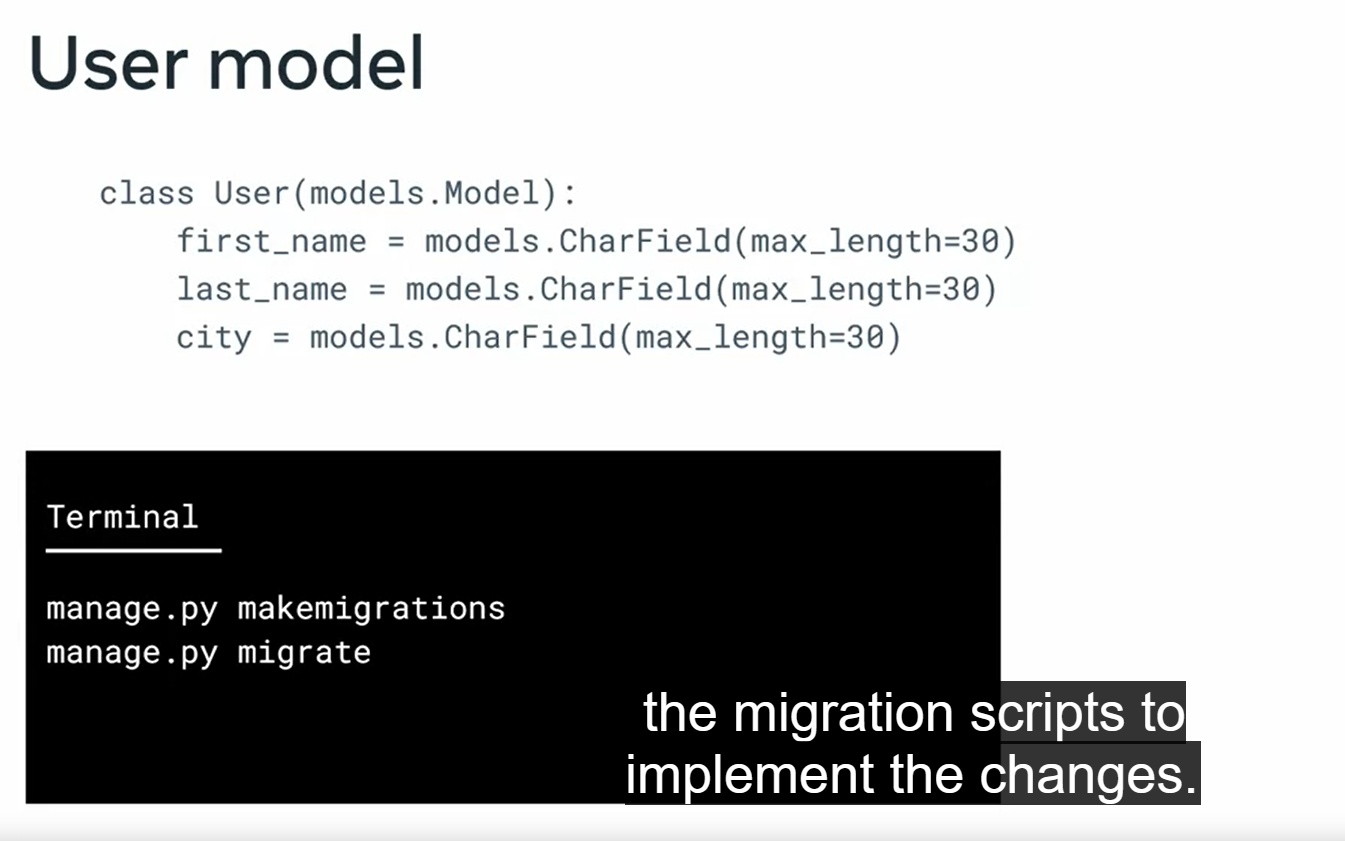 User model
class User(models.Model):
first_name = models.CharField(max_length=30)
last_name = models.CharField(max_length=30)
city = models.CharField(max_length=30)
Terminal
manage.py makemigrations
manage.py migrate
the migration scripts to
implement the changes.